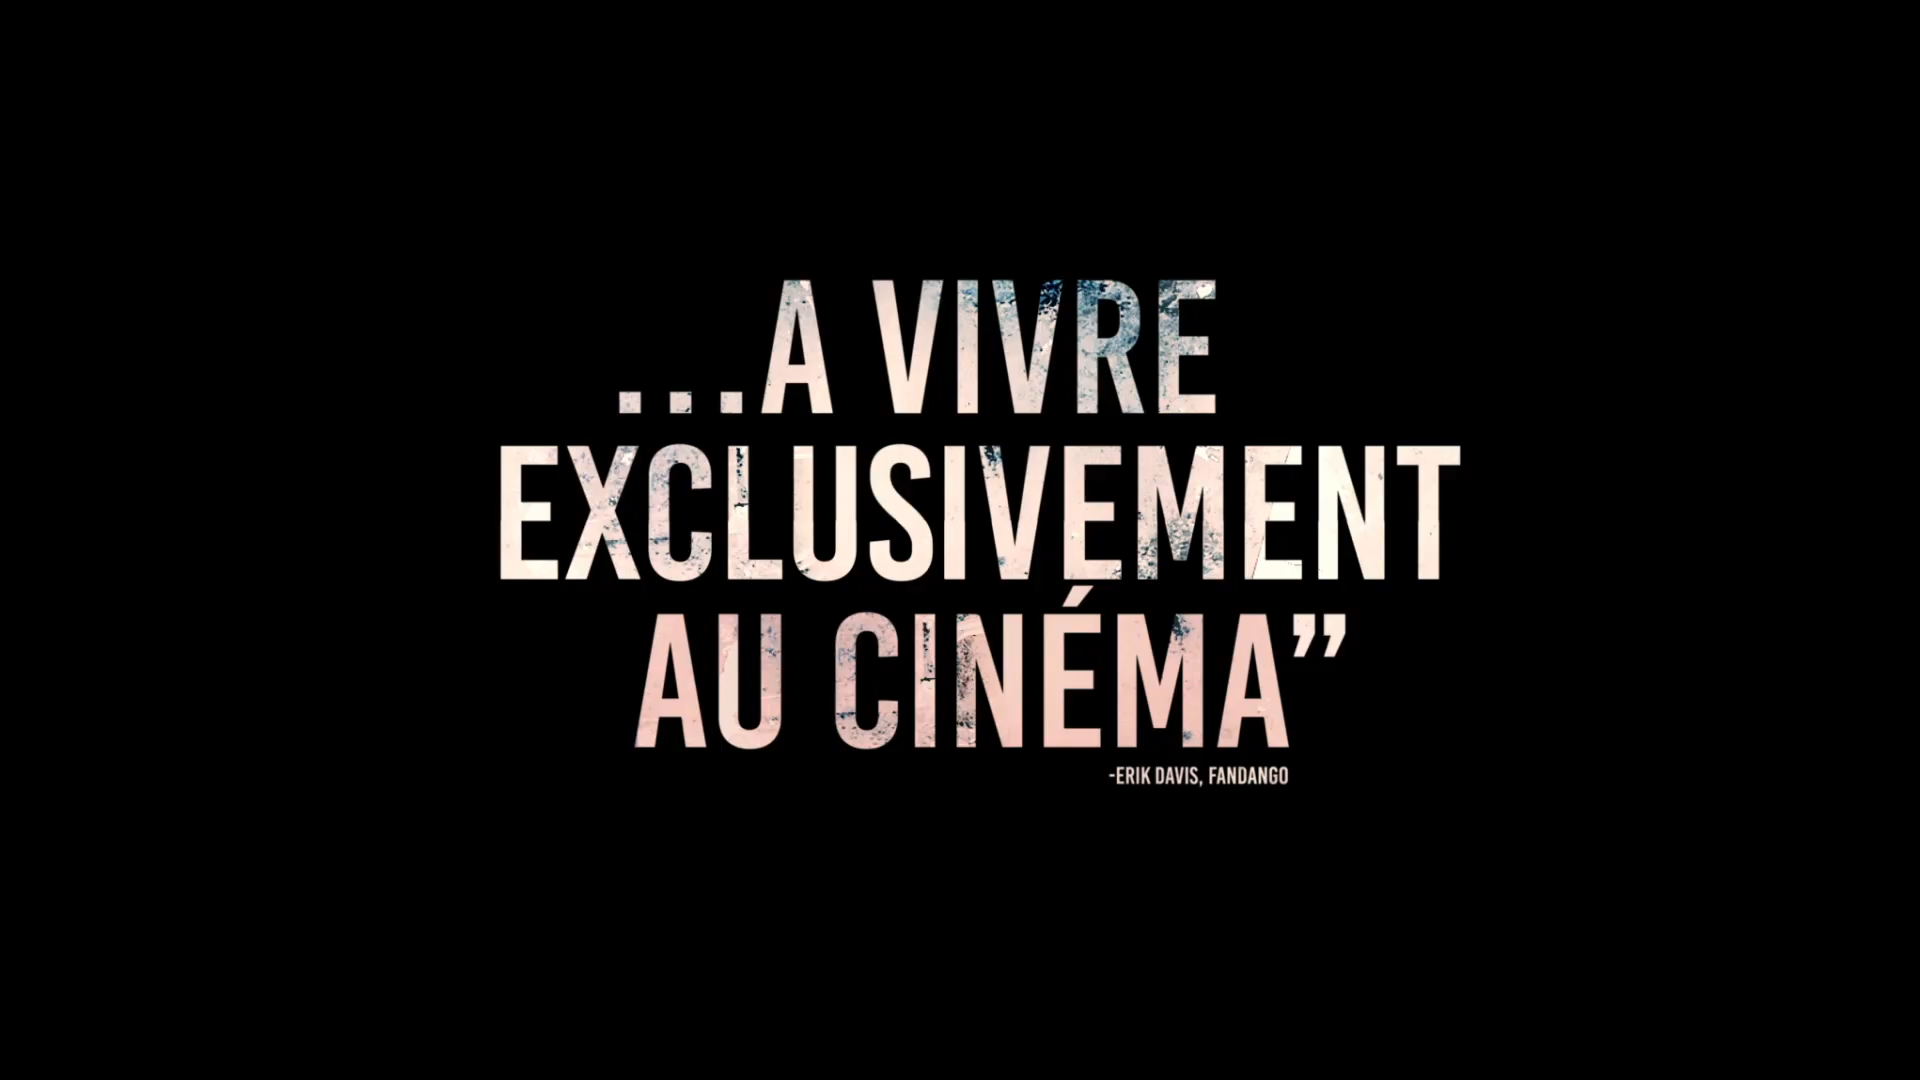 ...A VIVRE
EXCLUSIVEMENT
AU CINÉMA”
-ERIK DAVIS, FANDANGO